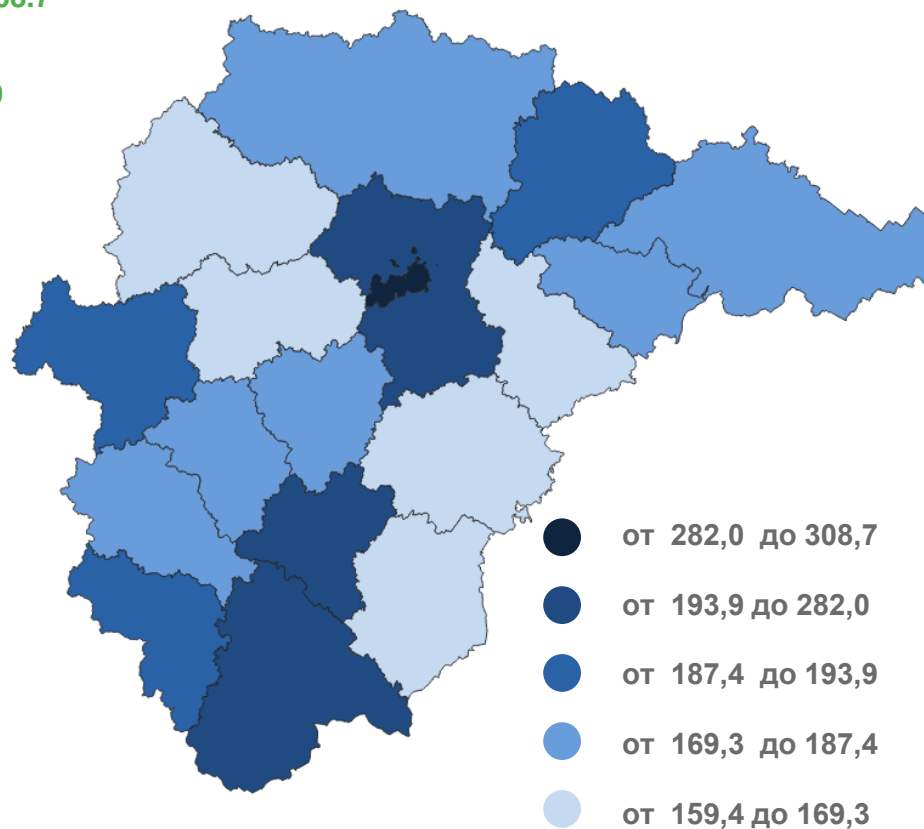 от 282,0 до 308,7
от 193,9 до 282,0
от 187,4 до 193,9
от 169,3 до 187,4
от 159,4 до 169,3